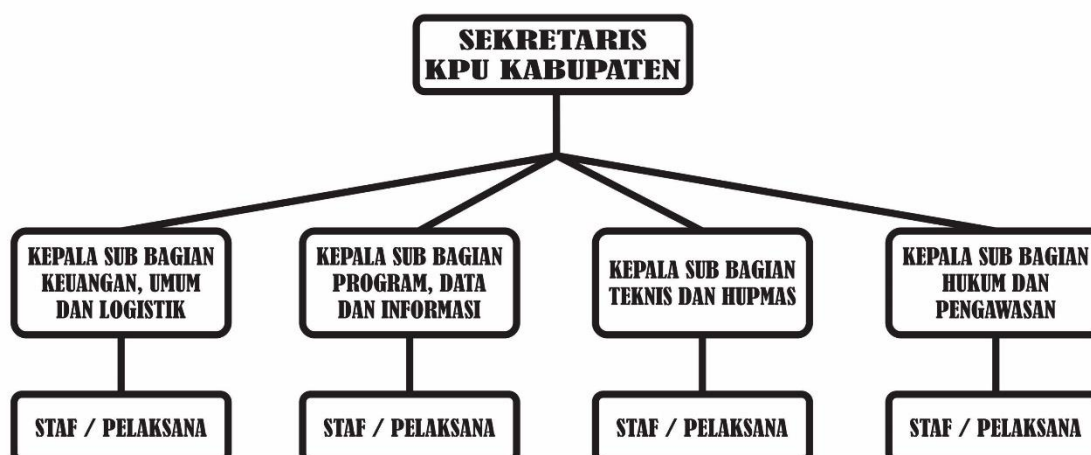 SEKRETARIS
KPU KABUPATEN
KEPALA SUB BAGIAN
KEUANGAN, UMUM
DAN LOGISTIK
KEPALA SUB BAGIAN
PROGRAM, DATA
DAN INFORMASI
KEPALA SUB BAGIAN
TEKNIS DAN HUPMAS
KEPALA SUB BAGIAN
HUKUM DAN
PENGAWASAN
STAF / PELAKSANA
STAF / PELAKSANA
STAF / PELAKSANA
STAF / PELAKSANA